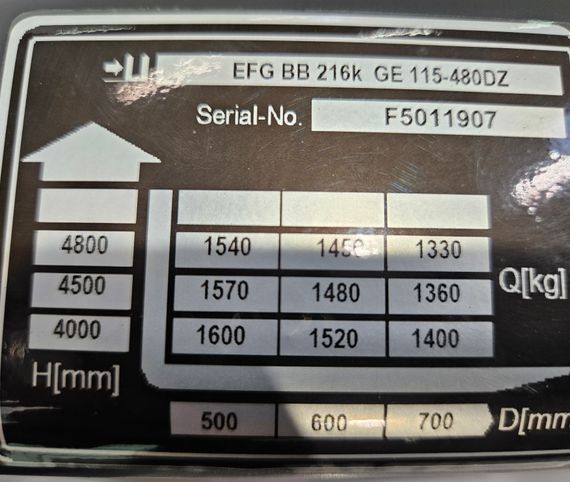 EFG BB 216k GE 115-480DZ
Serial-No. F5011907
4800 1540 1450 1330
4500 1570 1480 1360 Q[kg]
4000 1600 1520 1400
H[mm]
500 600 700 D[mm